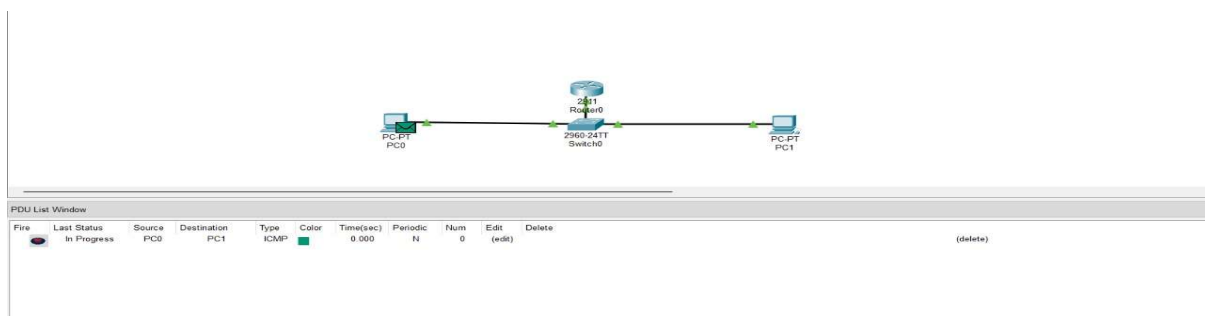 2911
Router0
PC-PT
PC0
2960-24TT
Switch0
PC-PT
PC1
PDU List Window
Fire Last Status Source Destination Type Color Time(sec) Periodic Num Edit Delete
In Progress PC0 PC1 ICMP 0.000 N 0 (edit) (delete)